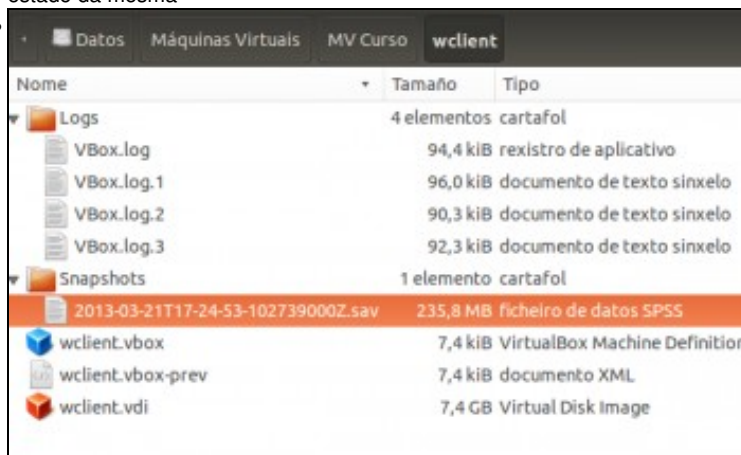 estado da mesma
Datos Máquinas Virtuais MV Curso wclient
Nome Tamaño Tipo
Logs 4 elementos cartafol
VBox.log 94,4 kiB rexistro de aplicativo
VBox.log.1 96,0 kiB documento de texto sinxelo
VBox.log.2 90,3 kiB documento de texto sinxelo
VBox.log.3 92,3 kiB documento de texto sinxelo
Snapshots 1 elemento cartafol
2013-03-21T17-24-53-102739000Z.sav 235,8 MB ficheiro de datos SPSS
wclient.vbox 7,4 kiB VirtualBox Machine Definition
wclient.vbox-prev 7,4 kiB documento XML
wclient.vdi 7,4 GB Virtual Disk Image